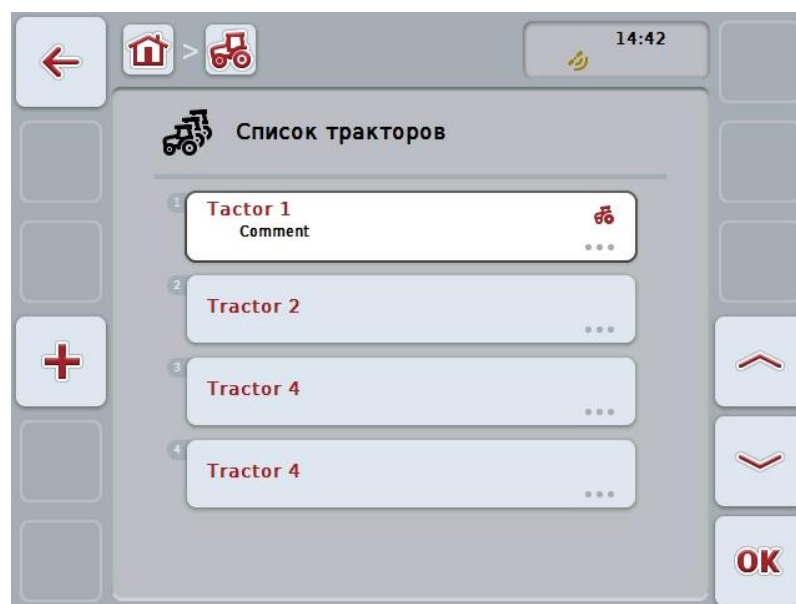 >
14:42
Список тракторов
1
Tactor 1
Comment
2
Tractor 2
3
Tractor 4
4
Tractor 4
OK